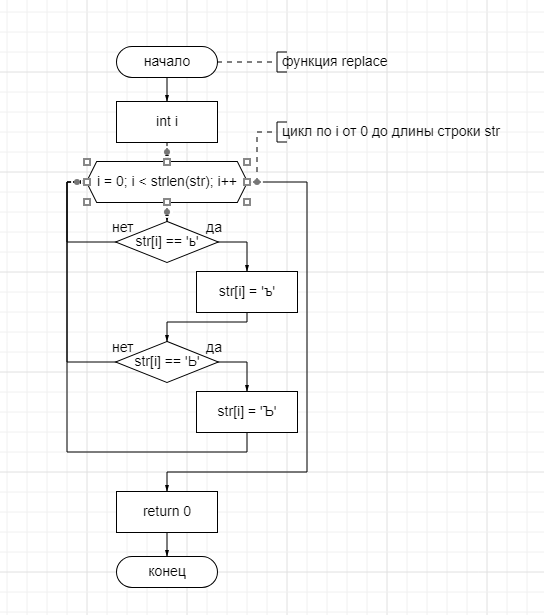 начало
функция replace
int i
цикл по i от 0 до длины строки str
i = 0; i < strlen(str); i++
нет
да
str[i] == 'ь'
str[i] = 'ъ'
нет
да
str[i] == 'Ь'
str[i] = 'Ъ'
return 0
конец